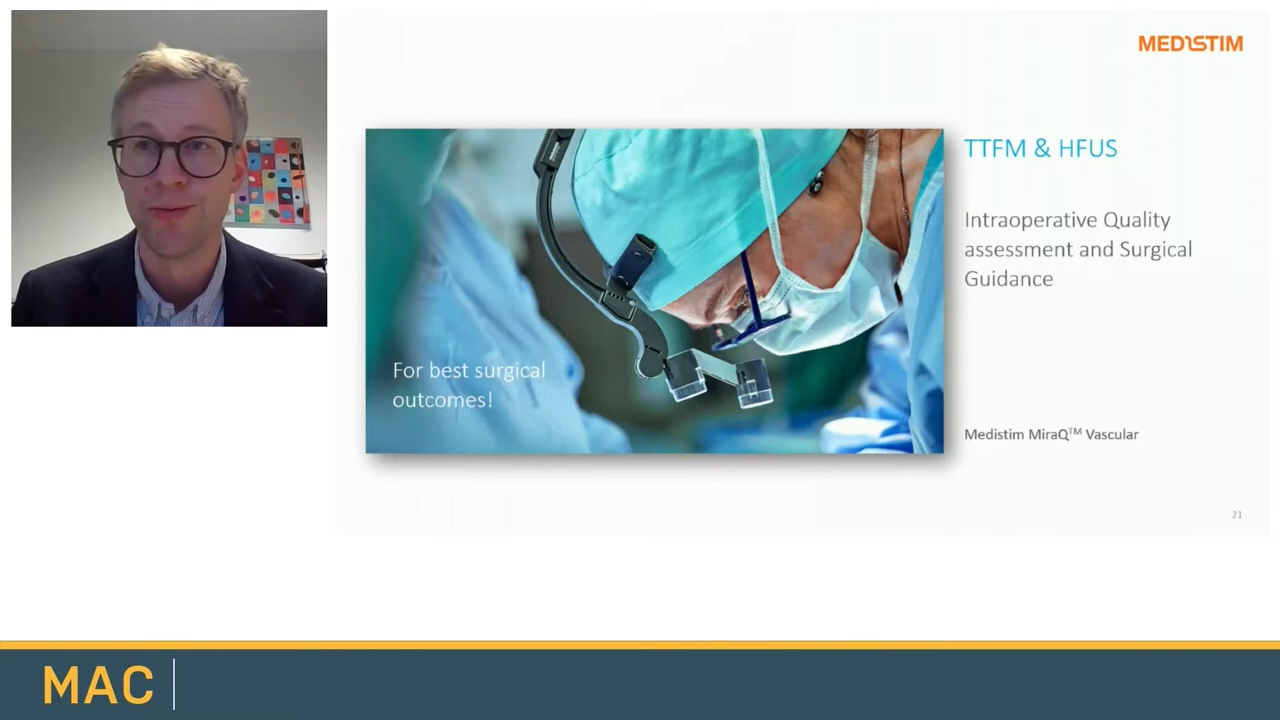 MEDISTIM
TTFM & HFUS
Intraoperative Quality
assessment and Surgical
Guidance
For best surgical
outcomes!
Medistim MiraQ™ Vascular
21
MAC